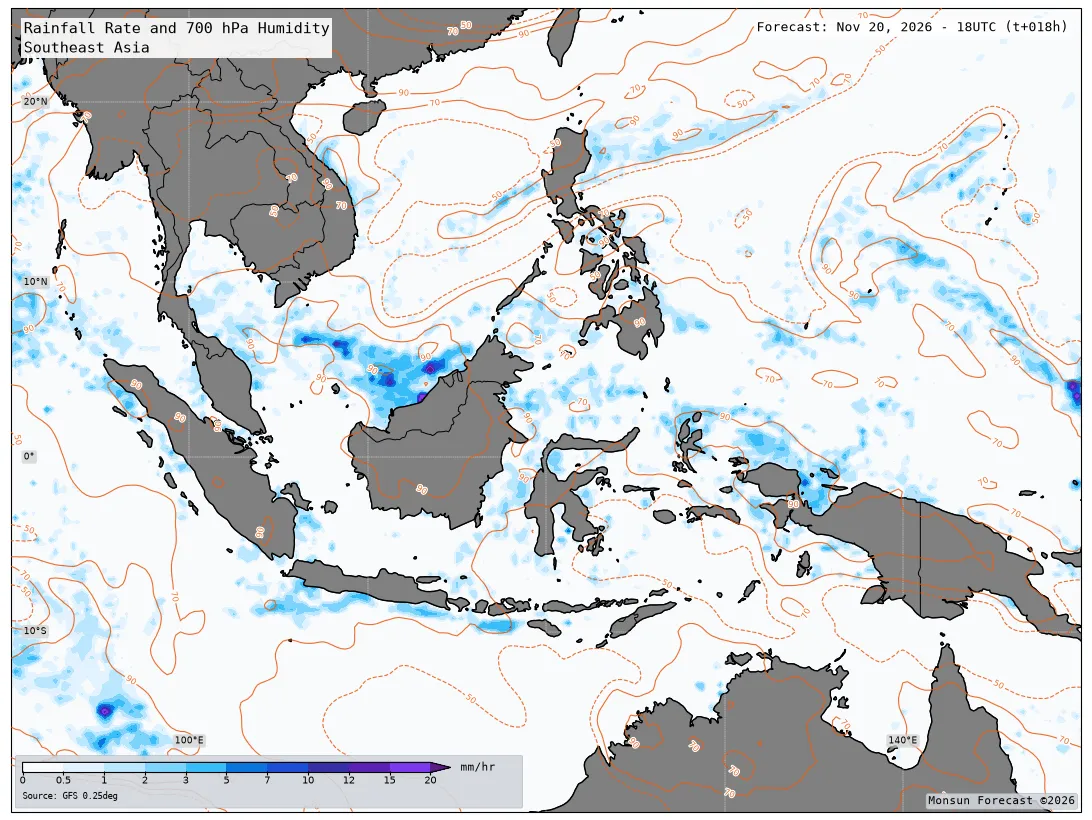 Rainfall Rate and 700 hPa Humidity
Southeast Asia
Forecast: Nov 20, 2026 - 18UTC (t+018h)
20°N
10°N
0°
10°S
100°E
140°E
0 0.5 1 2 3 5 7 10 12 15 20 mm/hr
Source: GFS 0.25deg
Monsun Forecast ©2026